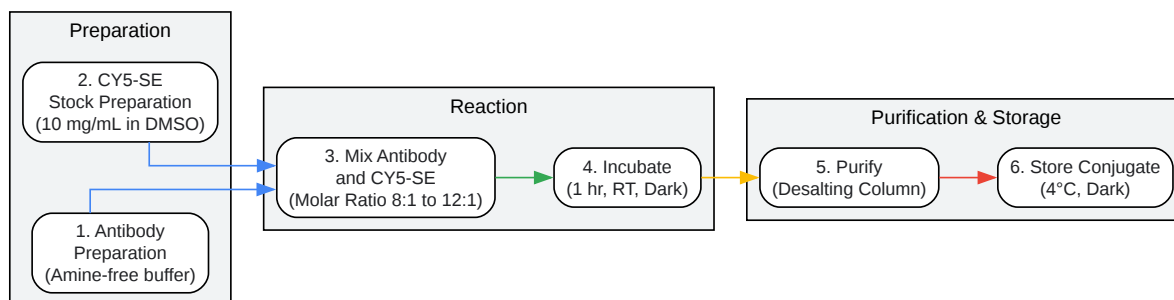 Preparation
2. CY5-SE
Stock Preparation
(10 mg/mL in DMSO)
1. Antibody
Preparation
(Amine-free buffer)
Reaction
3. Mix Antibody
and CY5-SE
(Molar Ratio 8:1 to 12:1)
4. Incubate
(1 hr, RT, Dark)
Purification & Storage
5. Purify
(Desalting Column)
6. Store Conjugate
(4°C, Dark)